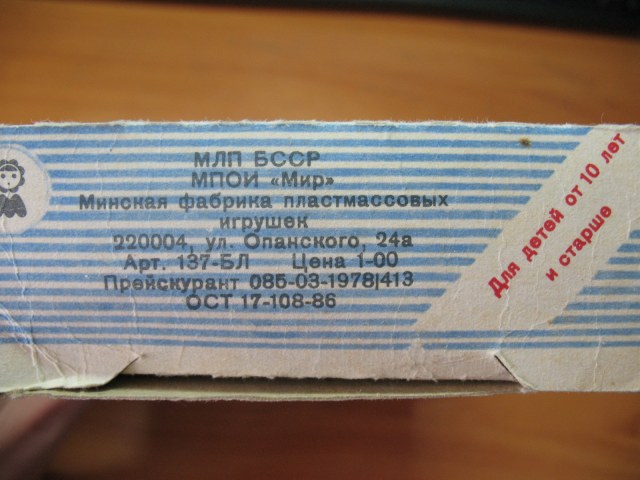 МЛП БССР
МПОИ «Мир»
Минская фабрика пластмассовых
игрушек
220004, ул. Опанского, 24а
Арт. 137-БЛ Цена 1-00
Прейскурант 085-03-1978|413
ОСТ 17-108-86
Для детей от 10 лет
и старше